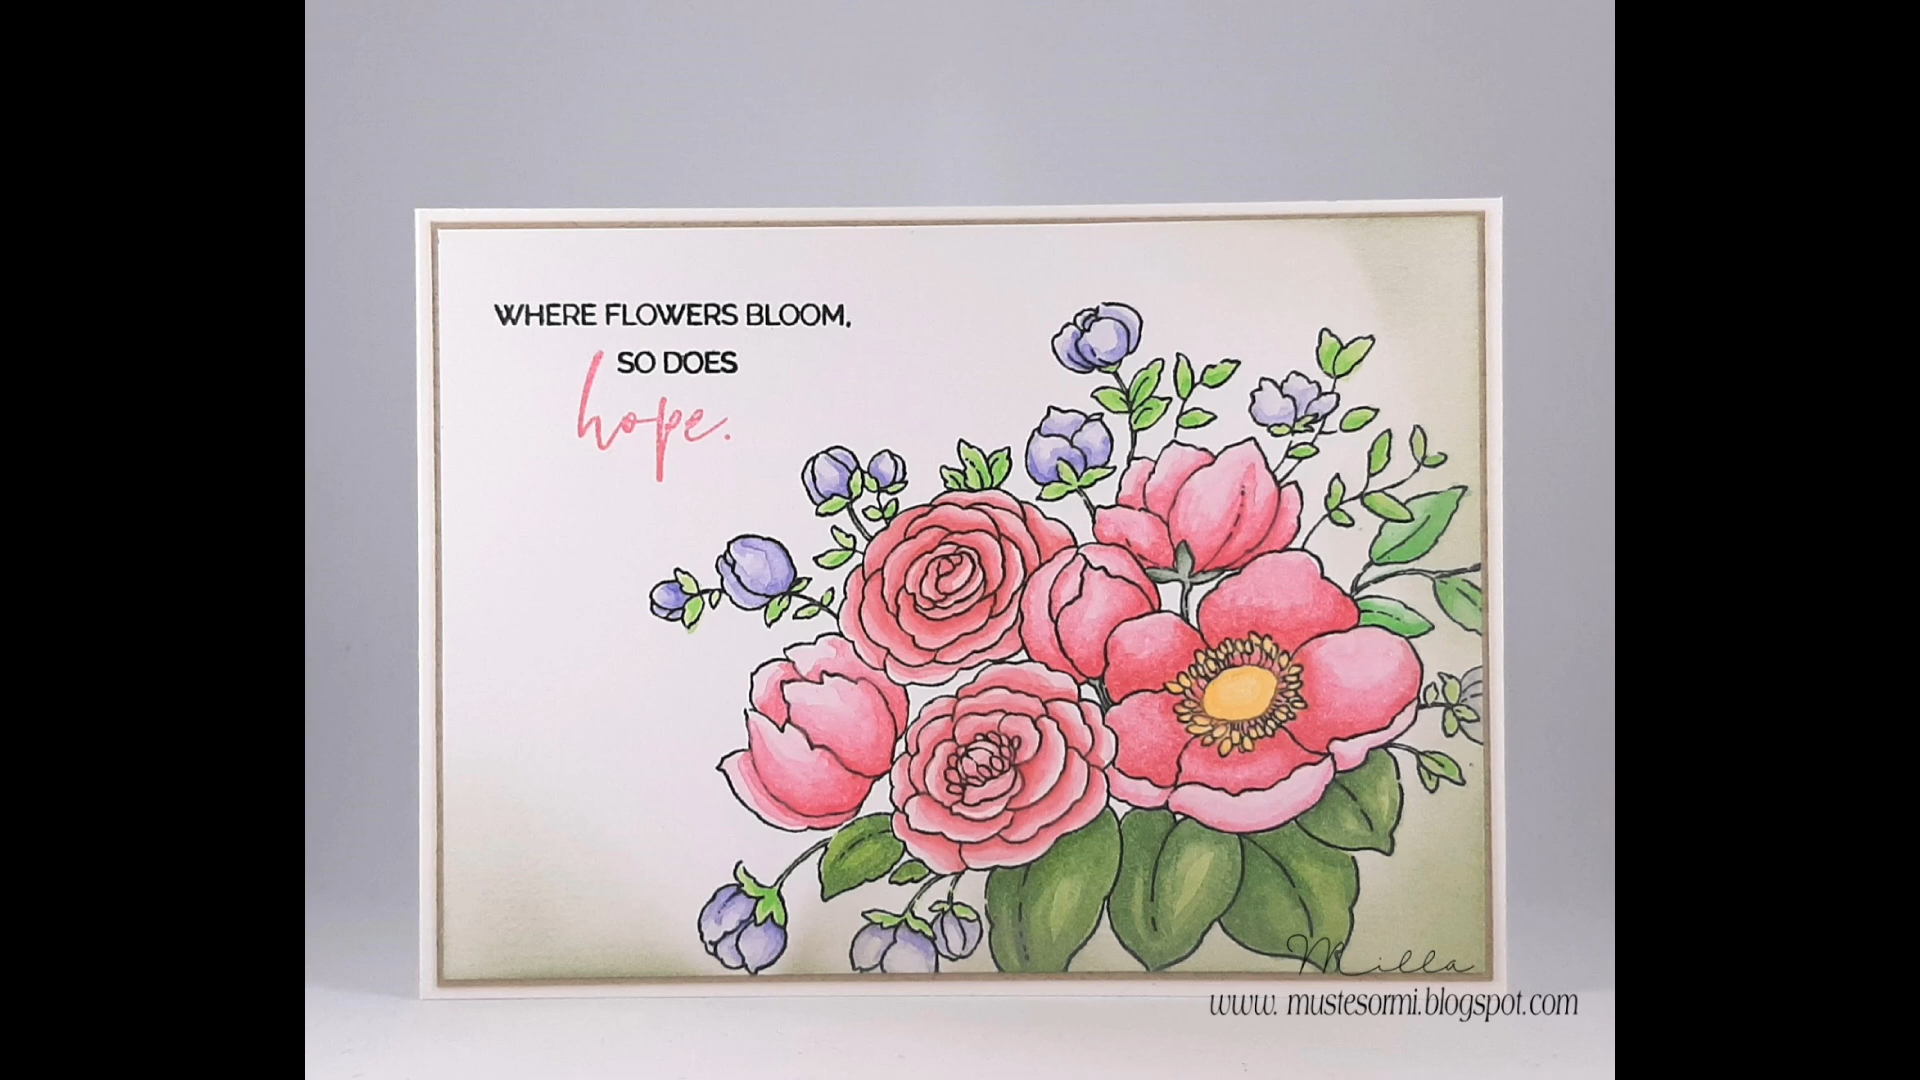 WHERE FLOWERS BLOOM,
SO DOES
hope.
Milla
www. mustesormi.blogspot.com